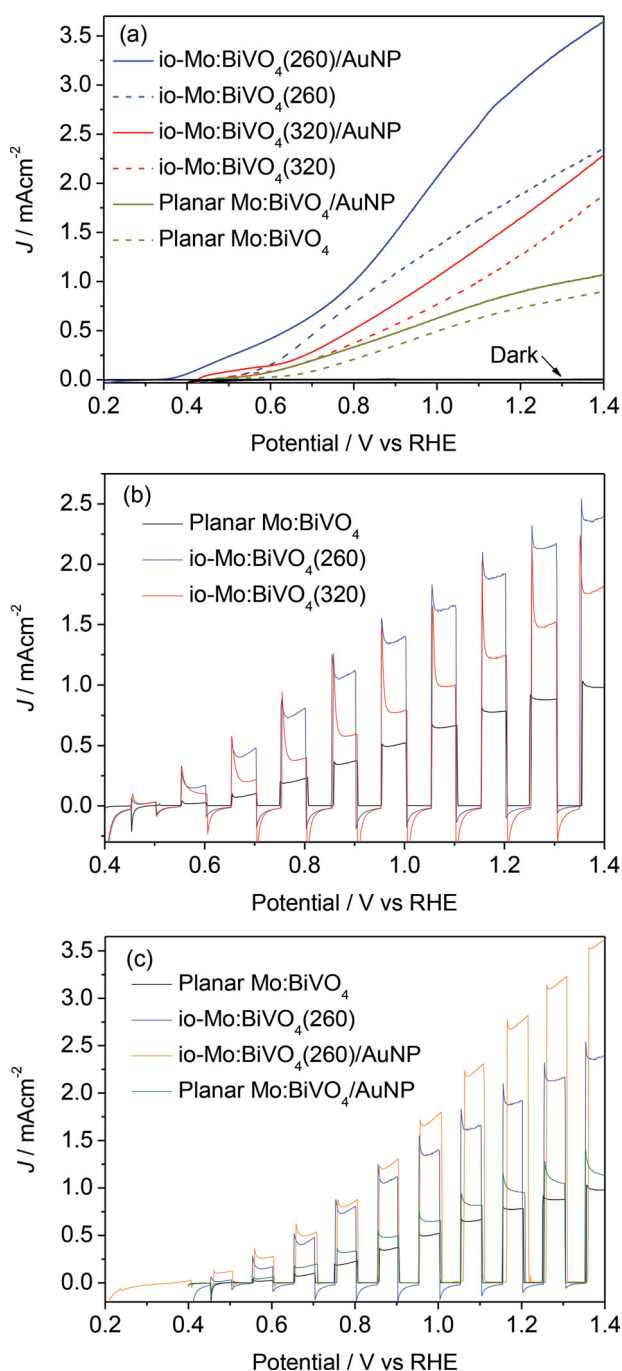 (a)
io-Mo:BiVO₄(260)/AuNP
io-Mo:BiVO₄(260)
io-Mo:BiVO₄(320)/AuNP
io-Mo:BiVO₄(320)
Planar Mo:BiVO₄/AuNP
Planar Mo:BiVO₄
Dark
J / mAcm⁻²
3.5
3.0
2.5
2.0
1.5
1.0
0.5
0.0
0.2 0.4 0.6 0.8 1.0 1.2 1.4
Potential / V vs RHE
(b)
Planar Mo:BiVO₄
io-Mo:BiVO₄(260)
io-Mo:BiVO₄(320)
J / mAcm⁻²
2.5
2.0
1.5
1.0
0.5
0.0
0.4 0.6 0.8 1.0 1.2 1.4
Potential / V vs RHE
(c)
Planar Mo:BiVO₄
io-Mo:BiVO₄(260)
io-Mo:BiVO₄(260)/AuNP
Planar Mo:BiVO₄/AuNP
J / mAcm⁻²
3.5
3.0
2.5
2.0
1.5
1.0
0.5
0.0
0.2 0.4 0.6 0.8 1.0 1.2 1.4
Potential / V vs RHE